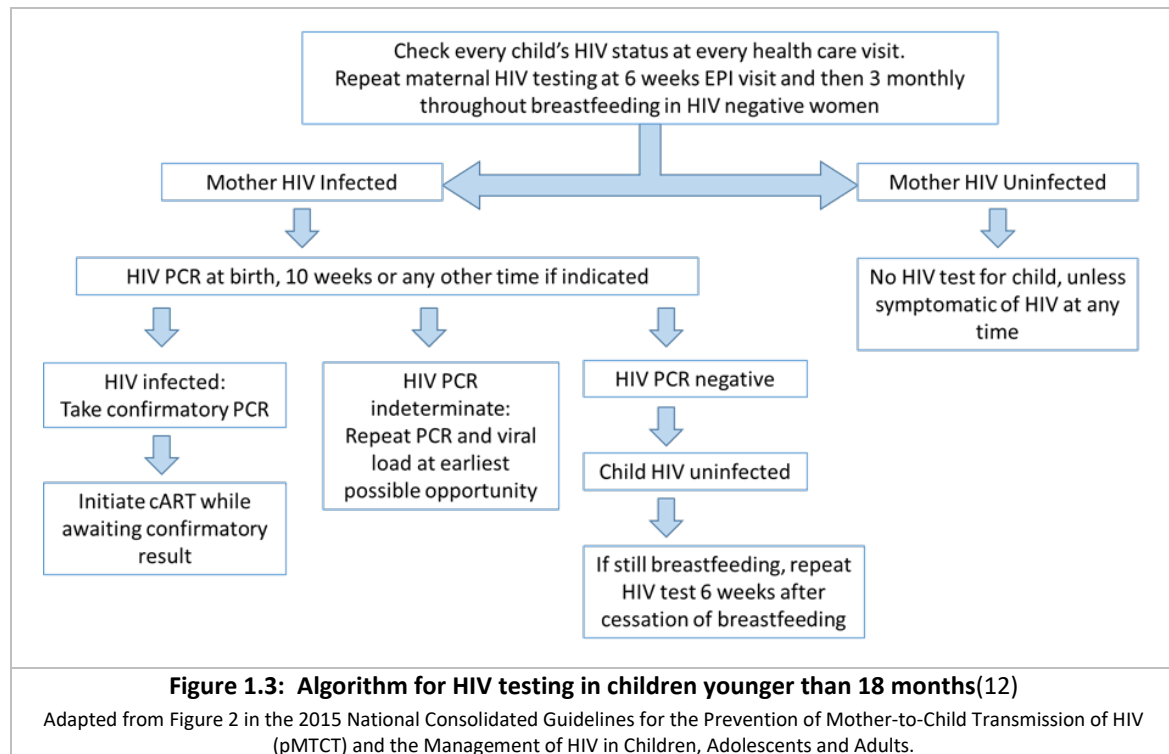 Check every child's HIV status at every health care visit.
Repeat maternal HIV testing at 6 weeks EPI visit and then 3 monthly
throughout breastfeeding in HIV negative women
Mother HIV Infected
Mother HIV Uninfected
HIV PCR at birth, 10 weeks or any other time if indicated
No HIV test for child, unless
symptomatic of HIV at any
time
HIV infected:
Take confirmatory PCR
HIV PCR
indeterminate:
Repeat PCR and viral
load at earliest
possible opportunity
HIV PCR negative
Initiate cART while
awaiting confirmatory
result
Child HIV uninfected
If still breastfeeding, repeat
HIV test 6 weeks after
cessation of breastfeeding
Figure 1.3:  Algorithm for HIV testing in children younger than 18 months(12)
Adapted from Figure 2 in the 2015 National Consolidated Guidelines for the Prevention of Mother-to-Child Transmission of HIV
(pMTCT) and the Management of HIV in Children, Adolescents and Adults.